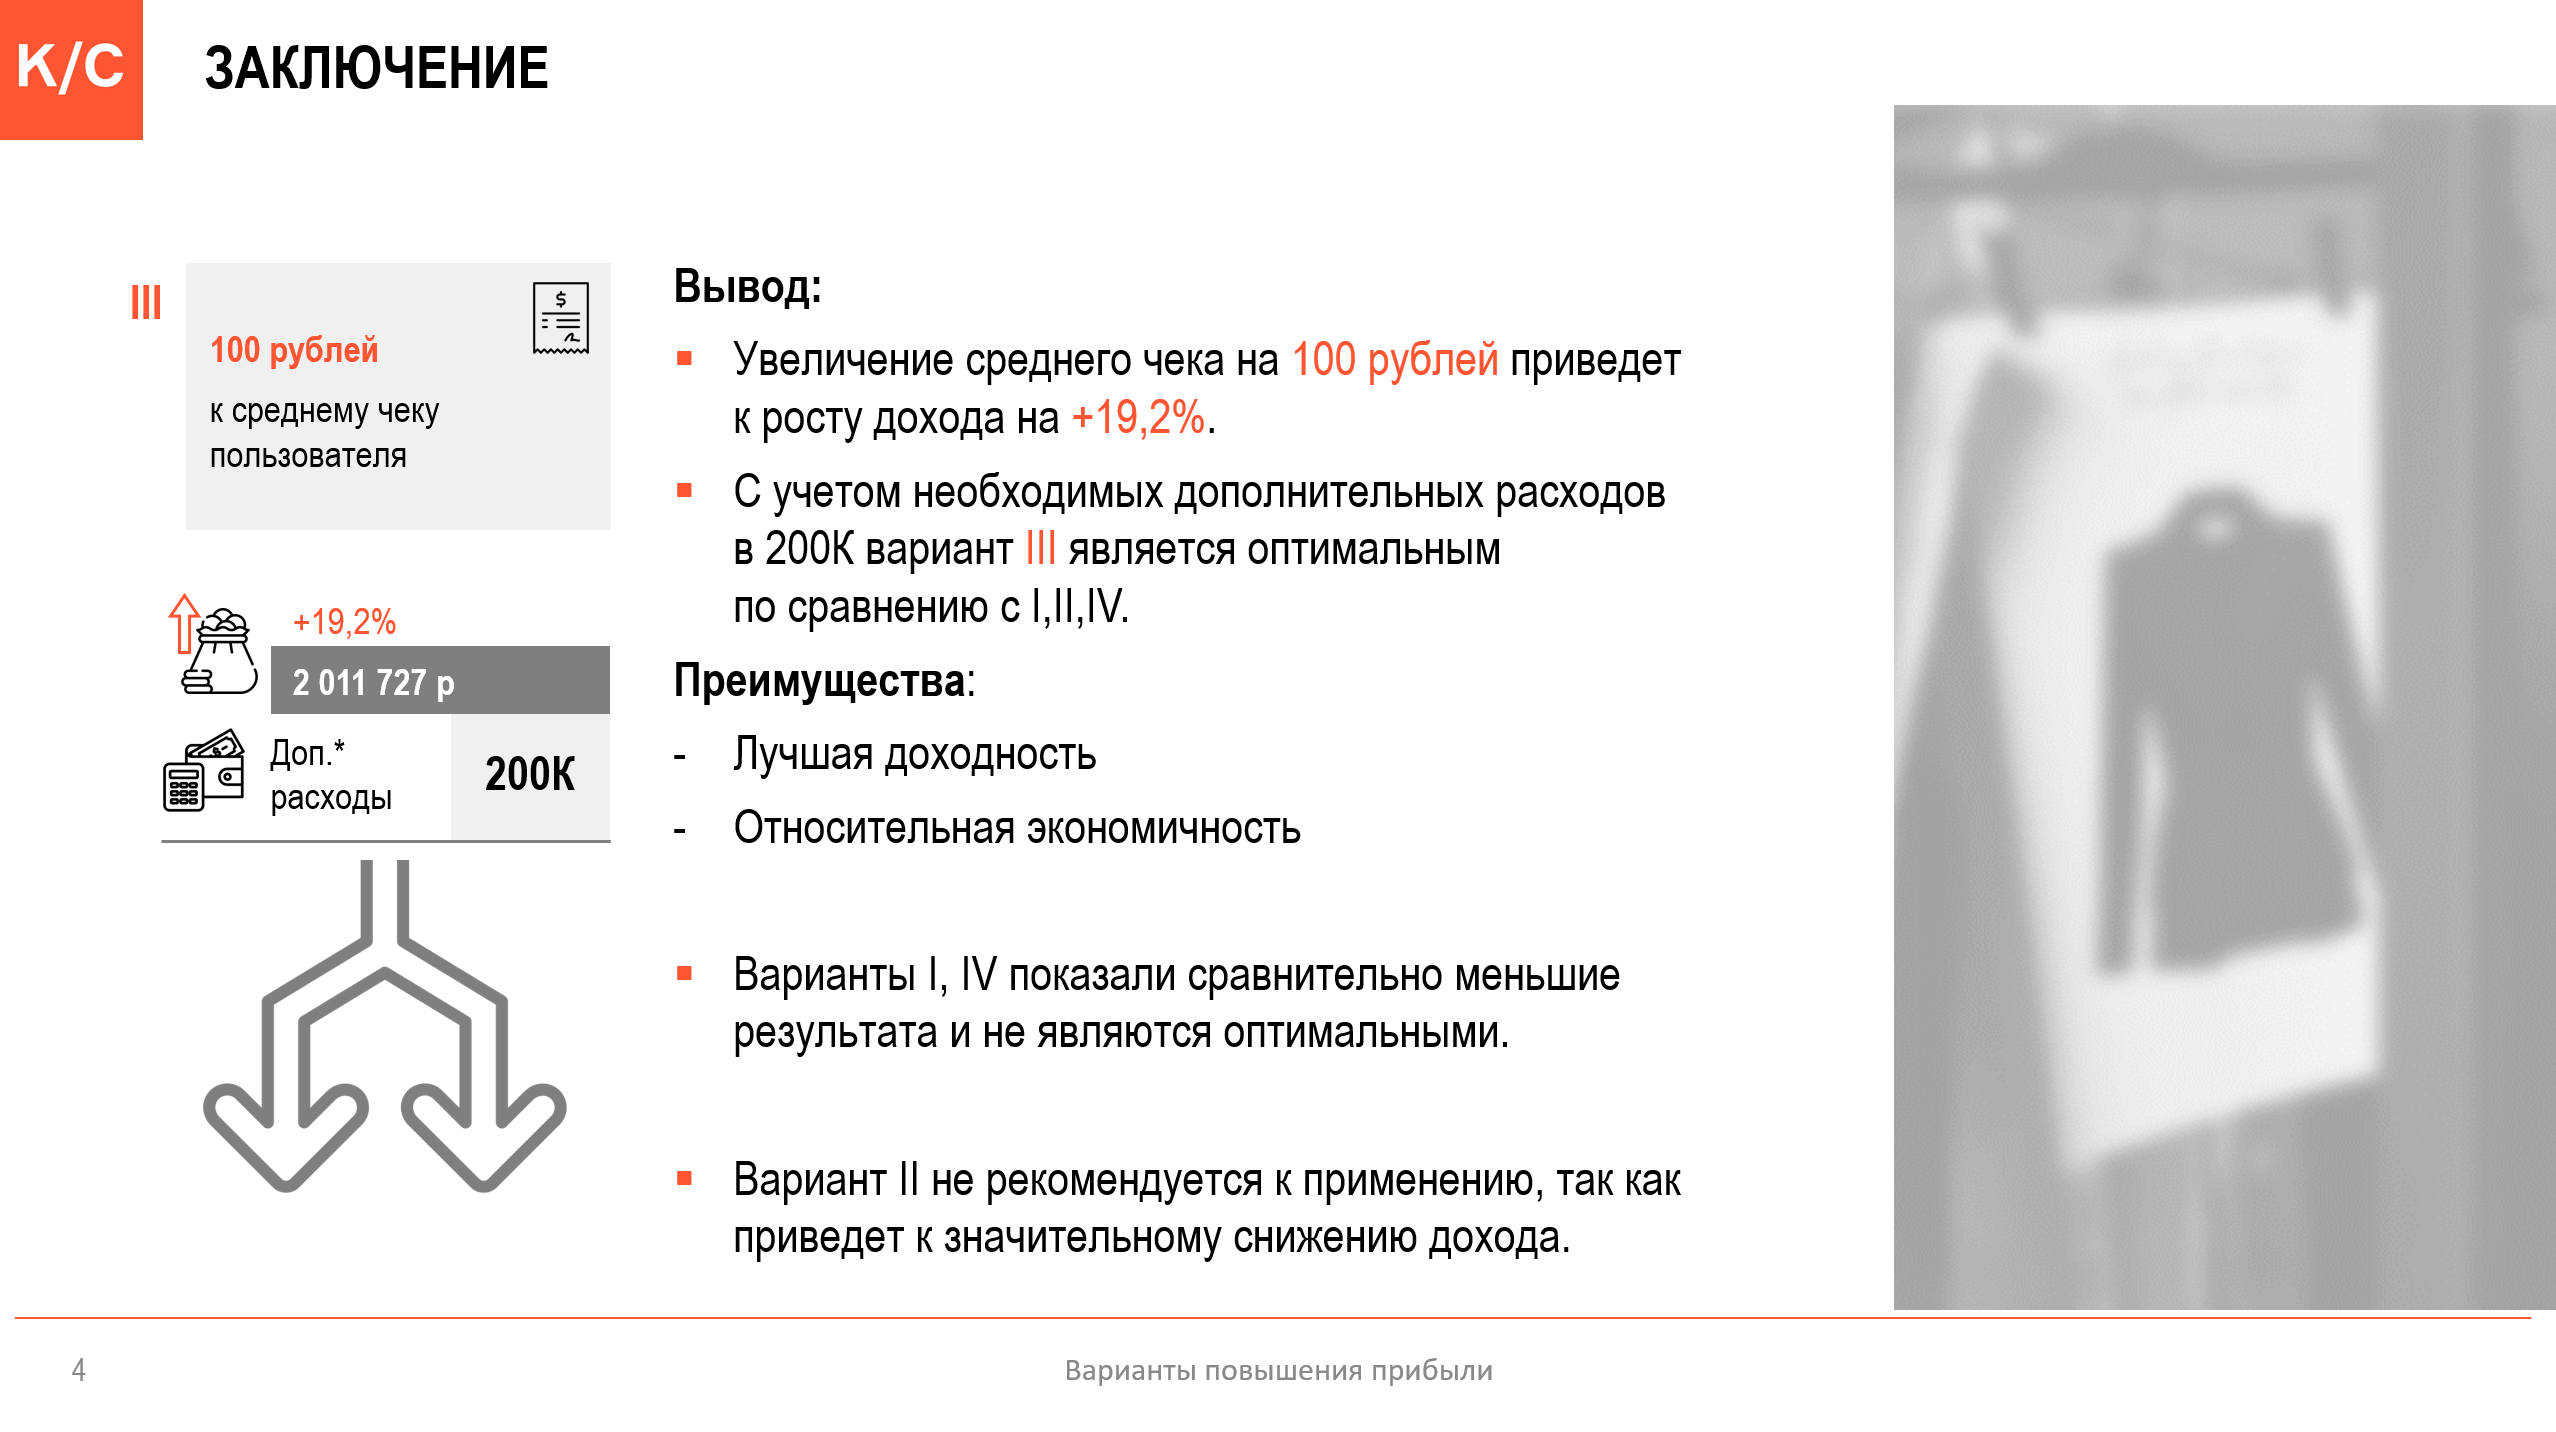 К/С
ЗАКЛЮЧЕНИЕ
III
$
100 рублей
к среднему чеку
пользователя
+19,2%
2 011 727 р
Доп.*
расходы
200К
Вывод:
▪ Увеличение среднего чека на 100 рублей приведет
к росту дохода на +19,2%.
▪ С учетом необходимых дополнительных расходов
в 200К вариант III является оптимальным
по сравнению с I,II,IV.
Преимущества:
- Лучшая доходность
- Относительная экономичность
▪ Варианты I, IV показали сравнительно меньшие
результата и не являются оптимальными.
▪ Вариант II не рекомендуется к применению, так как
приведет к значительному снижению дохода.
4
Варианты повышения прибыли